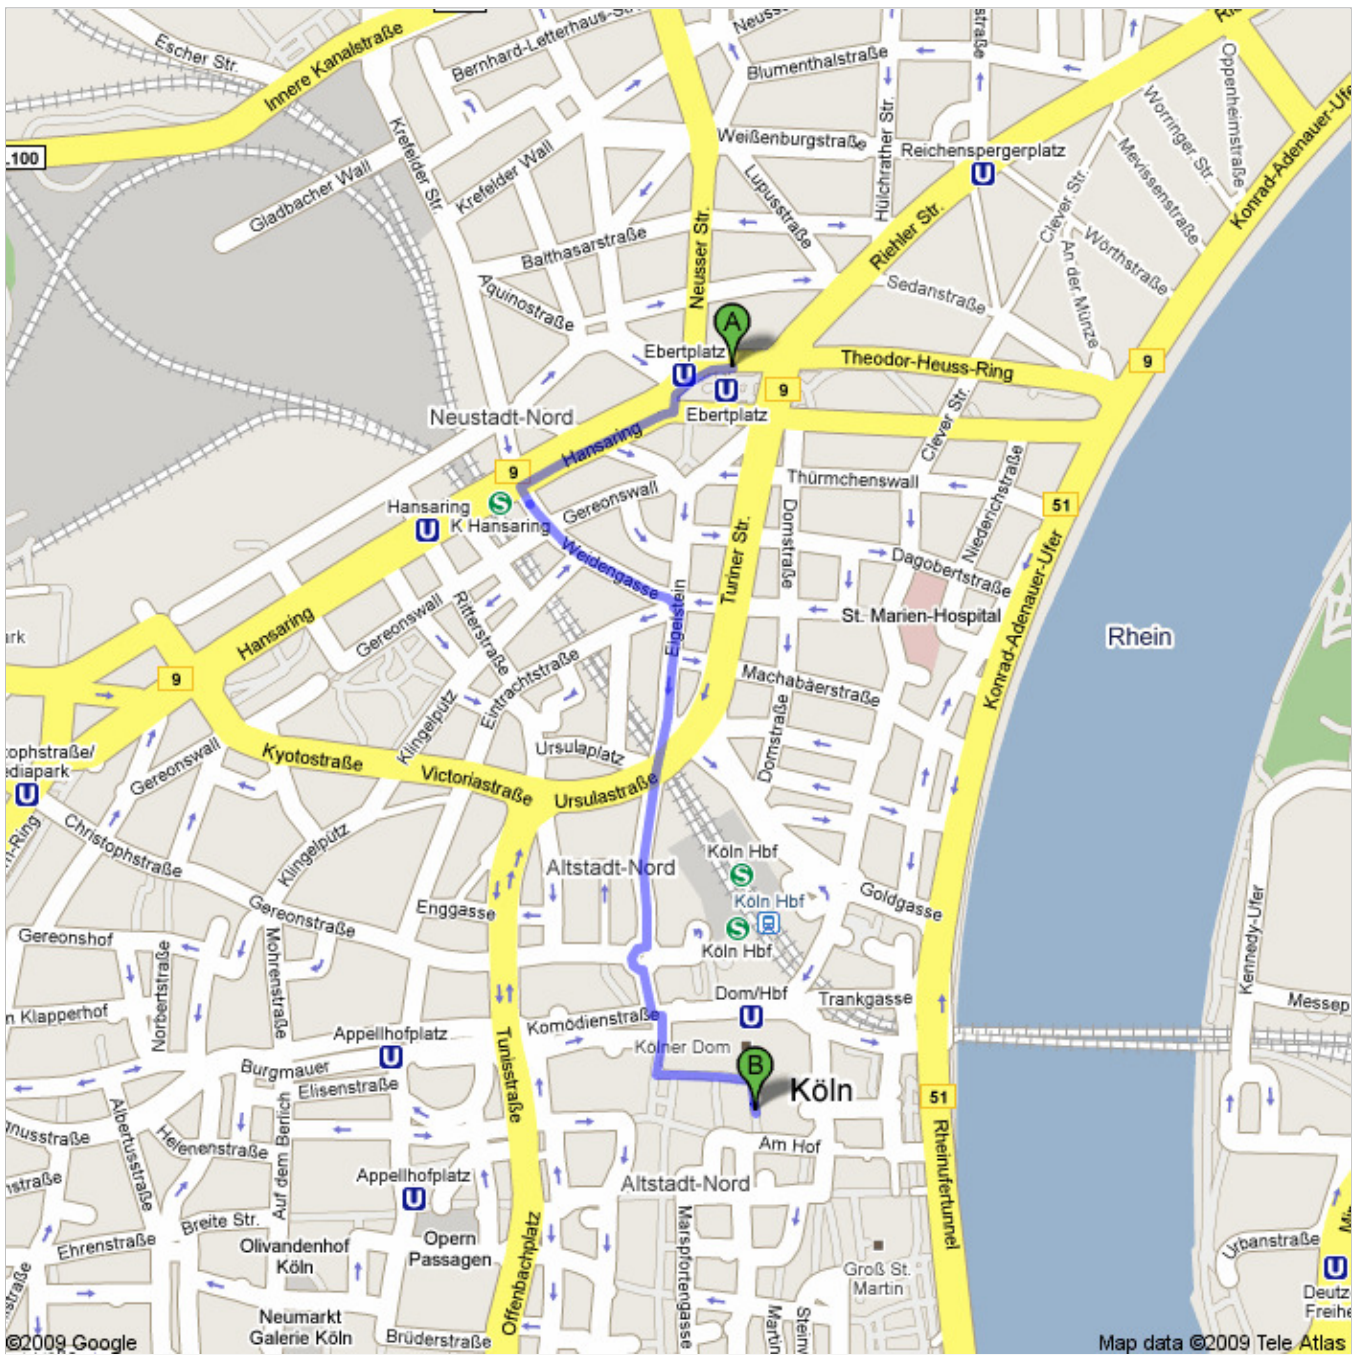 Escher Str.
Innere Kanalstraße
Bernhard-Letterhaus-Str.
Blumenthalstraße
Oppenheimstraße
Worringer Str.
Mevissenstraße
Konrad-Adenauer-Ufer
L 100
Krefelder Str.
Krefelder Wall
Gladbacher Wall
Weißenburgstraße
Hülchrather Str.
Reichenspergerplatz
U
Lupusstraße
Clever Str.
Wörthstraße
An der Münze
Riehler Str.
Neusser Str.
Balthasarstraße
Aquinostraße
Sedanstraße
A
Ebertplatz
U
U
Ebertplatz
Theodor-Heuss-Ring
9
9
Neustadt-Nord
Hansaring
9
Clever Str.
Thürmchenswall
Niederichstraße
51
Hansaring
U
S
K Hansaring
Gereonswall
Weidengasse
Eigelstein
Turiner Str.
Domstraße
Dagobertstraße
St. Marien-Hospital
Konrad-Adenauer-Ufer
Rhein
Hansaring
Gereonswall
Ritterstraße
Eintrachtstraße
Klingelpütz
Machabäerstraße
Domstraße
9
Kyotostraße
Victoriastraße
Ursulaplatz
Ursulastraße
tophstraße/
ediapark
U
Gereonswall
Christophstraße
Klingelpütz
Altstadt-Nord
Köln Hbf
S
Köln Hbf
S
Köln Hbf
Goldgasse
Gereonstraße
Enggasse
Gereonshof
Norbertstraße
Mohrenstraße
Kennedy-Ufer
n Klapperhof
Appellhofplatz
U
Komödienstraße
Dom/Hbf
U
Trankgasse
Messep
Kölner Dom
B
Köln
Burgmauer
Elisenstraße
Tunisstraße
51
Am Hof
Albertusstraße
Helenenstraße
Auf dem Berlich
Appellhofplatz
U
Altstadt-Nord
Rheinufertunnel
Breite Str.
Ehrenstraße
Olivandenhof
Köln
Opern
Passagen
Offenbachplatz
Marspfortengasse
Groß St.
Martin
Urbanstraße
U
Deutz
Freihe
Neumarkt
Galerie Köln
Brüderstraße
©2009 Google
Map data ©2009 Tele Atlas